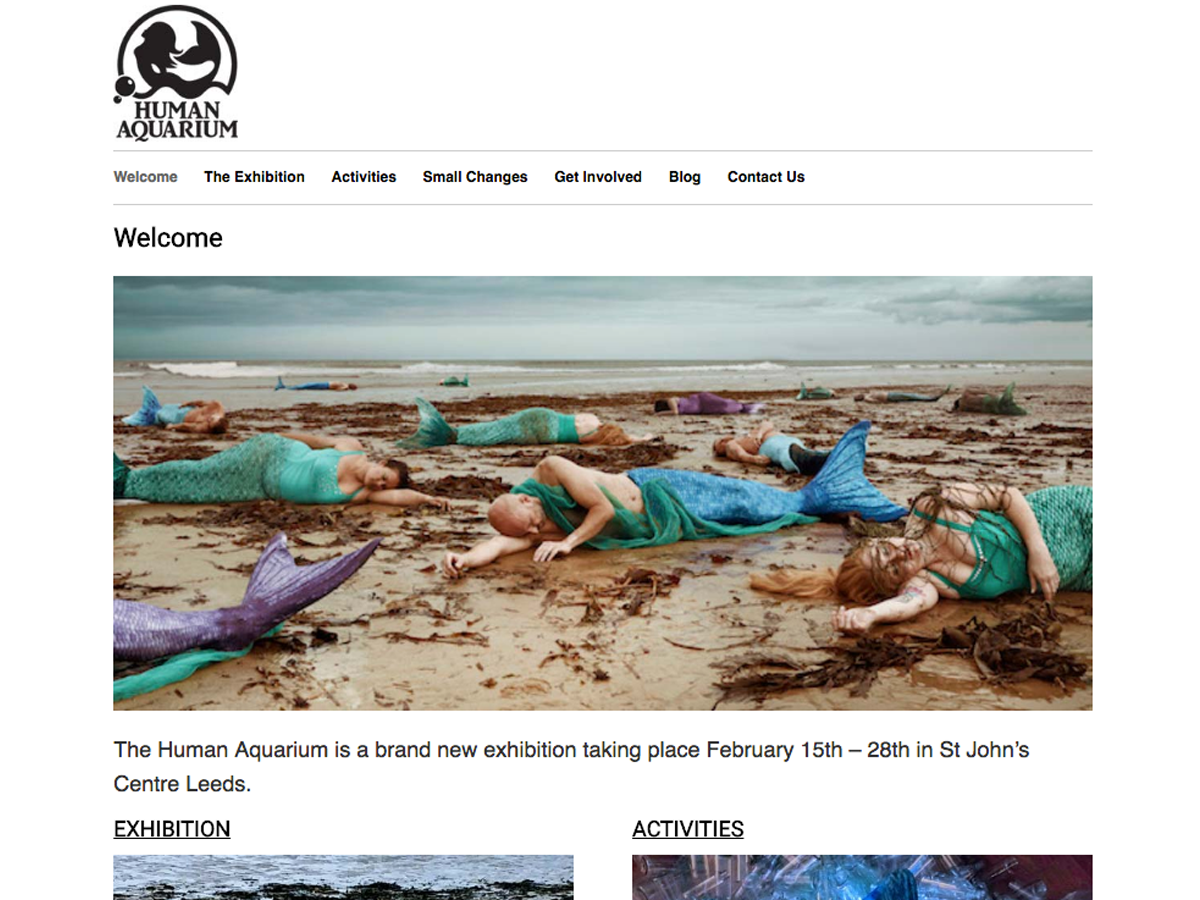 HUMAN
AQUARIUM
Welcome The Exhibition Activities Small Changes Get Involved Blog Contact Us
Welcome
The Human Aquarium is a brand new exhibition taking place February 15th – 28th in St John’s
Centre Leeds.
EXHIBITION ACTIVITIES